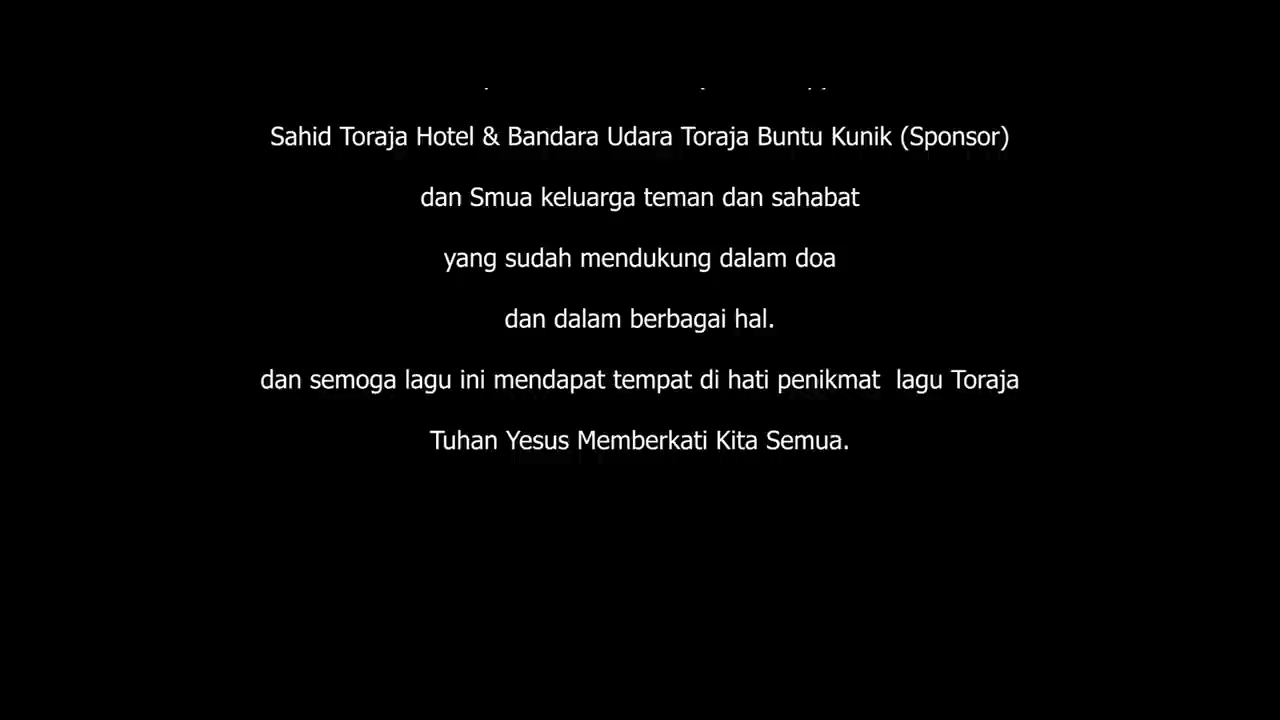 Sahid Toraja Hotel & Bandara Udara Toraja Buntu Kunik (Sponsor)
dan Smua keluarga teman dan sahabat
yang sudah mendukung dalam doa
dan dalam berbagai hal.
dan semoga lagu ini mendapat tempat di hati penikmat  lagu Toraja
Tuhan Yesus Memberkati Kita Semua.